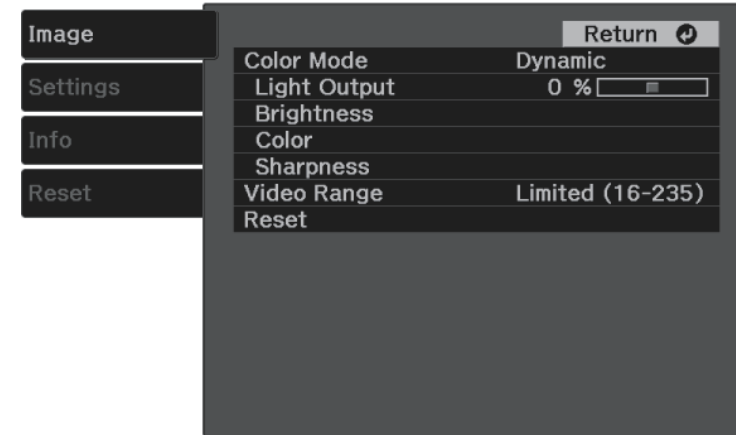 Image
Settings
Info
Reset
Return
Color Mode Dynamic
Light Output 0 %
Brightness
Color
Sharpness
Video Range Limited (16-235)
Reset